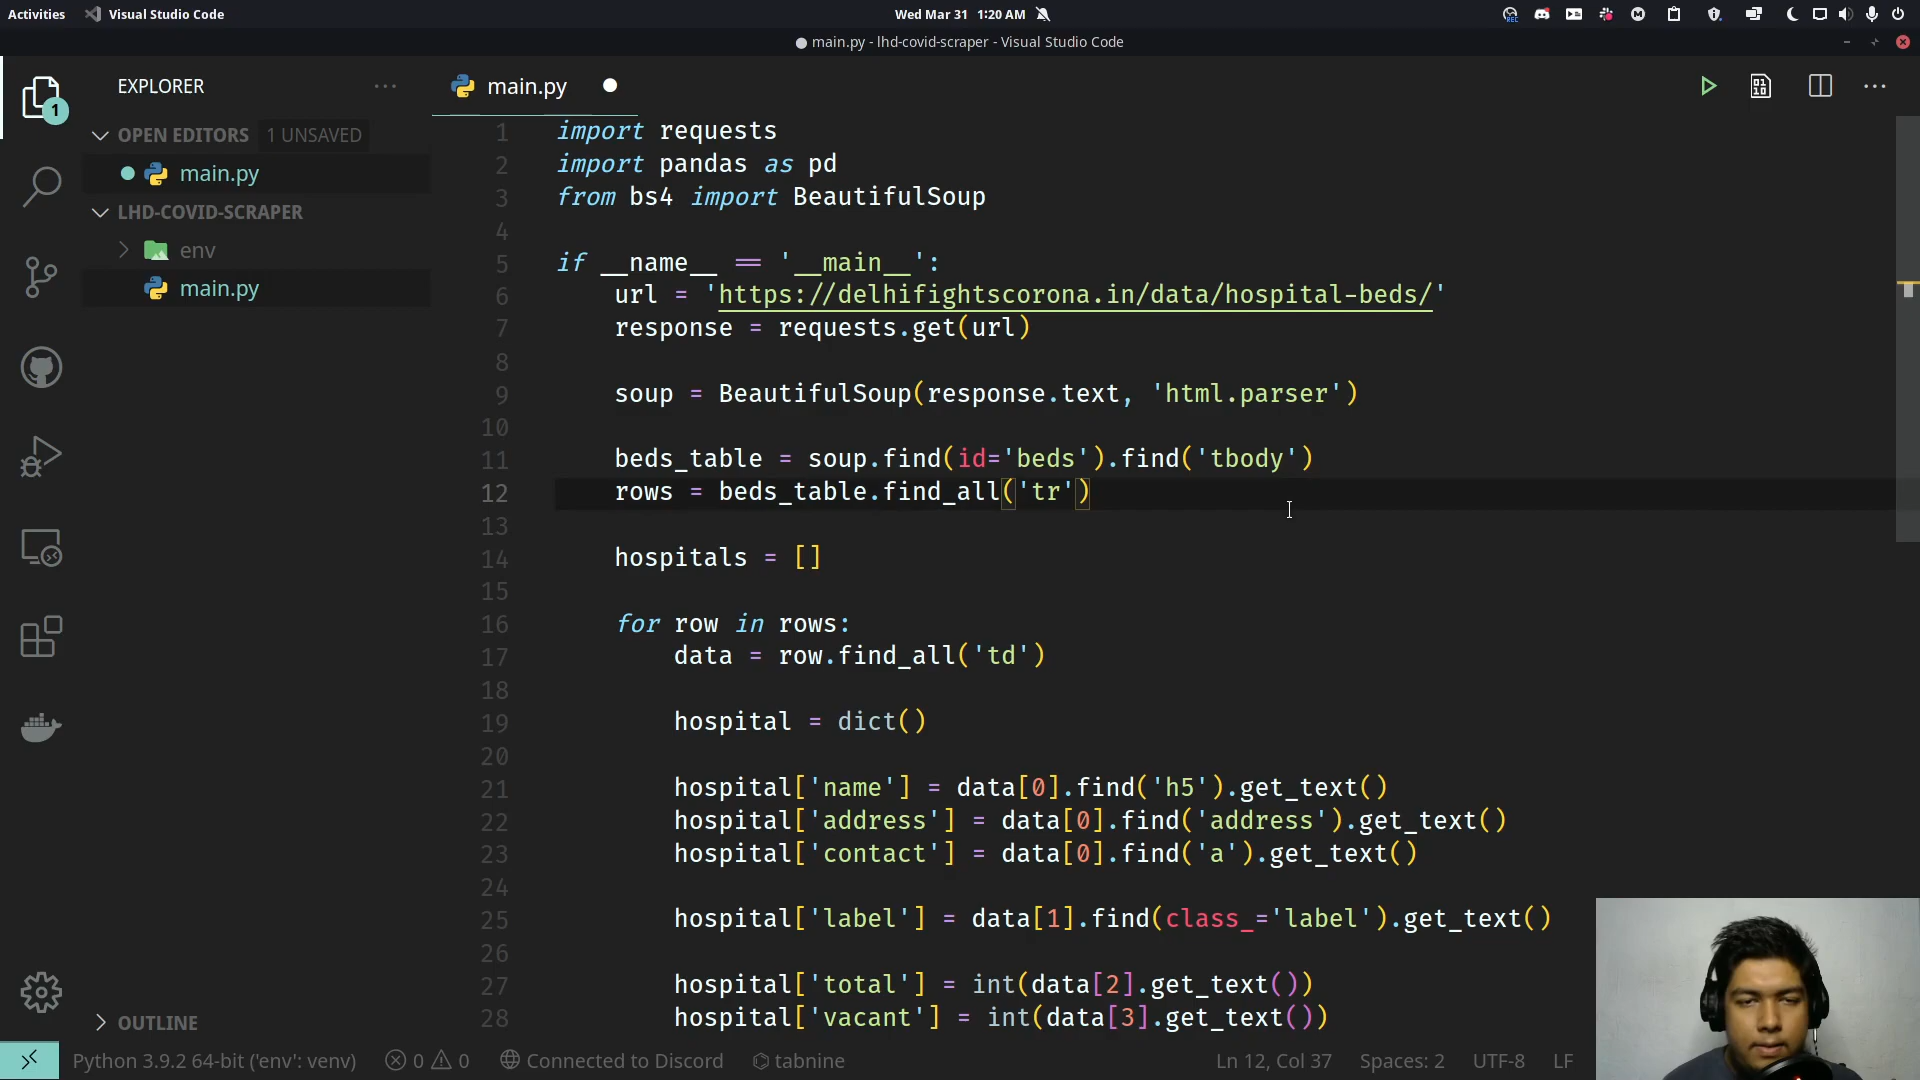 Activities
Visual Studio Code
Wed Mar 31 1:20 AM
main.py - lhd-covid-scraper - Visual Studio Code
EXPLORER
1
OPEN EDITORS 1 UNSAVED
main.py
LHD-COVID-SCRAPER
env
main.py
OUTLINE
main.py
1 import requests
2 import pandas as pd
3 from bs4 import BeautifulSoup
4
5 if __name__ == '__main__':
6 url = 'https://delhifightscorona.in/data/hospital-beds/'
7 response = requests.get(url)
8
9 soup = BeautifulSoup(response.text, 'html.parser')
10
11 beds_table = soup.find(id='beds').find('tbody')
12 rows = beds_table.find_all('tr')
13
14 hospitals = []
15
16 for row in rows:
17 data = row.find_all('td')
18
19 hospital = dict()
20
21 hospital['name'] = data[0].find('h5').get_text()
22 hospital['address'] = data[0].find('address').get_text()
23 hospital['contact'] = data[0].find('a').get_text()
24
25 hospital['label'] = data[1].find(class_='label').get_text()
26
27 hospital['total'] = int(data[2].get_text())
28 hospital['vacant'] = int(data[3].get_text())
Python 3.9.2 64-bit ('env': venv) 0 0 Connected to Discord tabnine Ln 12, Col 37 Spaces: 2 UTF-8 LF